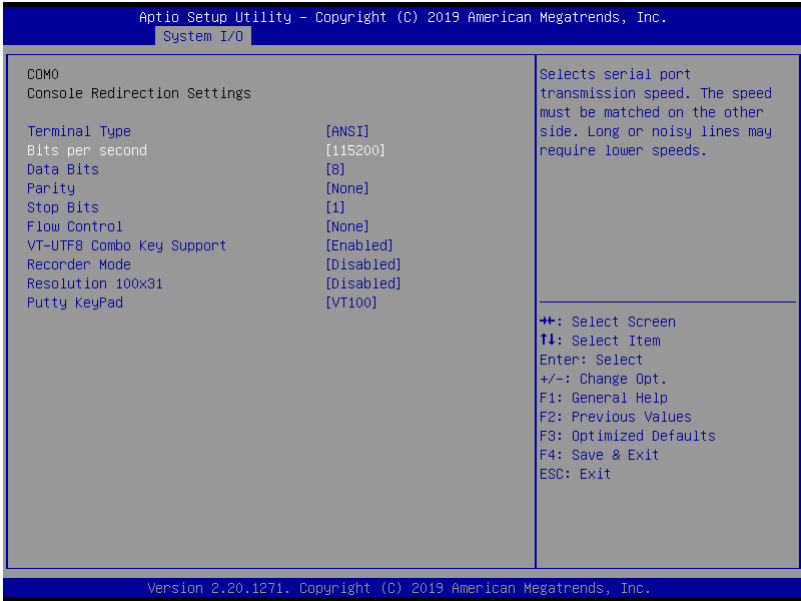 Aptio Setup Utility – Copyright (C) 2019 American Megatrends, Inc.
System I/O
COM0
Console Redirection Settings
Terminal Type [ANSI]
Bits per second [115200]
Data Bits [8]
Parity [None]
Stop Bits [1]
Flow Control [None]
VT-UTF8 Combo Key Support [Enabled]
Recorder Mode [Disabled]
Resolution 100x31 [Disabled]
Putty KeyPad [VT100]
Selects serial port
transmission speed. The speed
must be matched on the other
side. Long or noisy lines may
require lower speeds.
→←: Select Screen
↑↓: Select Item
Enter: Select
+/-: Change Opt.
F1: General Help
F2: Previous Values
F3: Optimized Defaults
F4: Save & Exit
ESC: Exit
Version 2.20.1271. Copyright (C) 2019 American Megatrends, Inc.